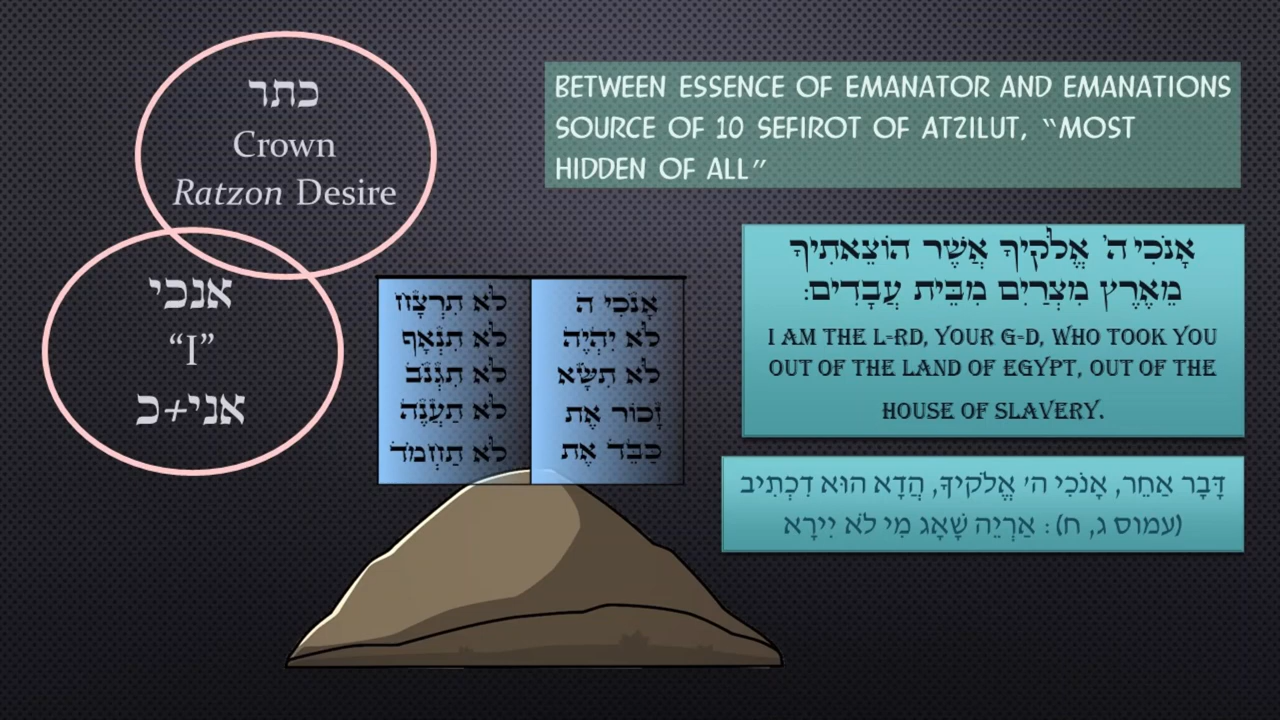 כתר
Crown
Ratzon Desire
אנכי
“I”
אני+כ
BETWEEN ESSENCE OF EMANATOR AND EMANATIONS
SOURCE OF 10 SEFIROT OF ATZILUT, “MOST
HIDDEN OF ALL”
אָנֹכִי ה' אֱלֹקיךָ אֲשֶׁר הוֹצֵאתִיךָ
מֵאֶרֶץ מִצְרַיִם מִבֵּית עֲבָדִים:
I AM THE L-RD, YOUR G-D, WHO TOOK YOU
OUT OF THE LAND OF EGYPT, OUT OF THE
HOUSE OF SLAVERY.
אָנֹכִי ה
לֹא יִהְיֶה
לֹא תִשָּׂא
זָכוֹר אֶת
כַּבֵּד אֶת
לֹא תִרְצָח
לֹא תִנְאָף
לֹא תִגְנֹב
לֹא תַעֲנֶה
לֹא תַחְמֹד
דָּבָר אַחֵר, אָנֹכִי ה' אֱלֹקיךָ, הֲדָא הוּא דִכְתִיב
(עמוס ג, ח): אַרְיֵה שָׁאָג מִי לֹא יִירָא